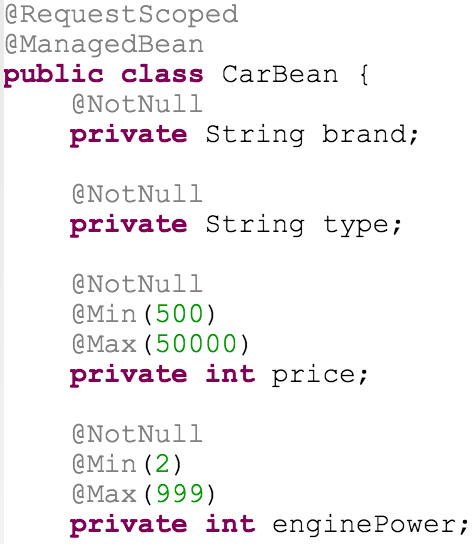 @RequestScoped
@ManagedBean
public class CarBean {
@NotNull
private String brand;
@NotNull
private String type;
@NotNull
@Min(500)
@Max(50000)
private int price;
@NotNull
@Min(2)
@Max(999)
private int enginePower;